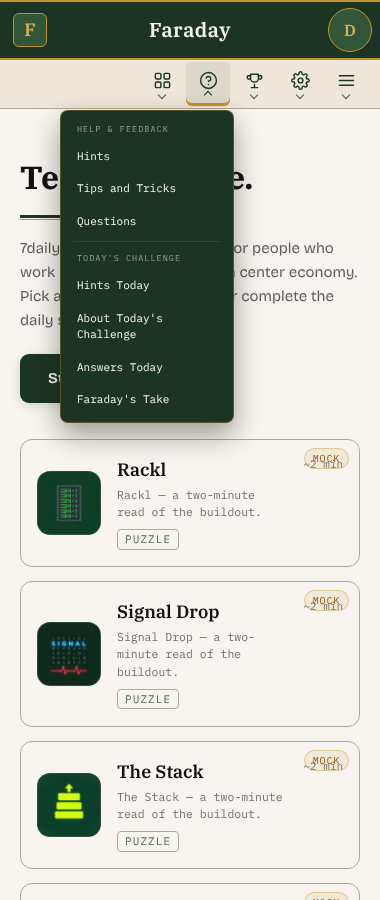 F
Faraday
D
HELP & FEEDBACK
Hints
Tips and Tricks
Questions
TODAY'S CHALLENGE
Hints Today
About Today's
Challenge
Answers Today
Faraday's Take
Te
e.
7daily
or people who
work
center economy.
Pick a
complete the
daily
St
Rackl
MOCK
~2 min
Rackl — a two-minute
read of the buildout.
PUZZLE
Signal Drop
MOCK
~2 min
SIGNAL
Signal Drop — a two-
minute read of the
buildout.
PUZZLE
The Stack
MOCK
~2 min
The Stack — a two-minute
read of the buildout.
PUZZLE
MOCK